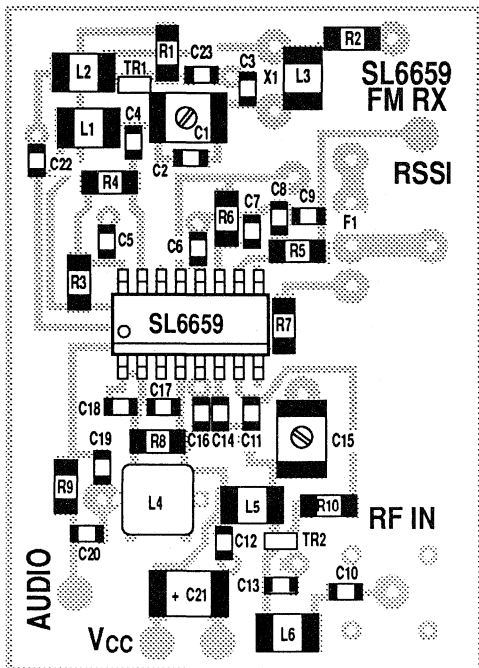 R1
R2
C23
L2
TR1
C3
X1
L3
SL6659
FM RX
L1
C4
C1
C22
C2
RSSI
R4
C8
C9
R6
C7
F1
C5
C6
R5
R3
SL6659
R7
C17
C18
C16
C14
C11
C15
R8
C19
R9
L4
L5
R10
RF IN
C20
C12
TR2
AUDIO
+ C21
C13
C10
VCC
L6